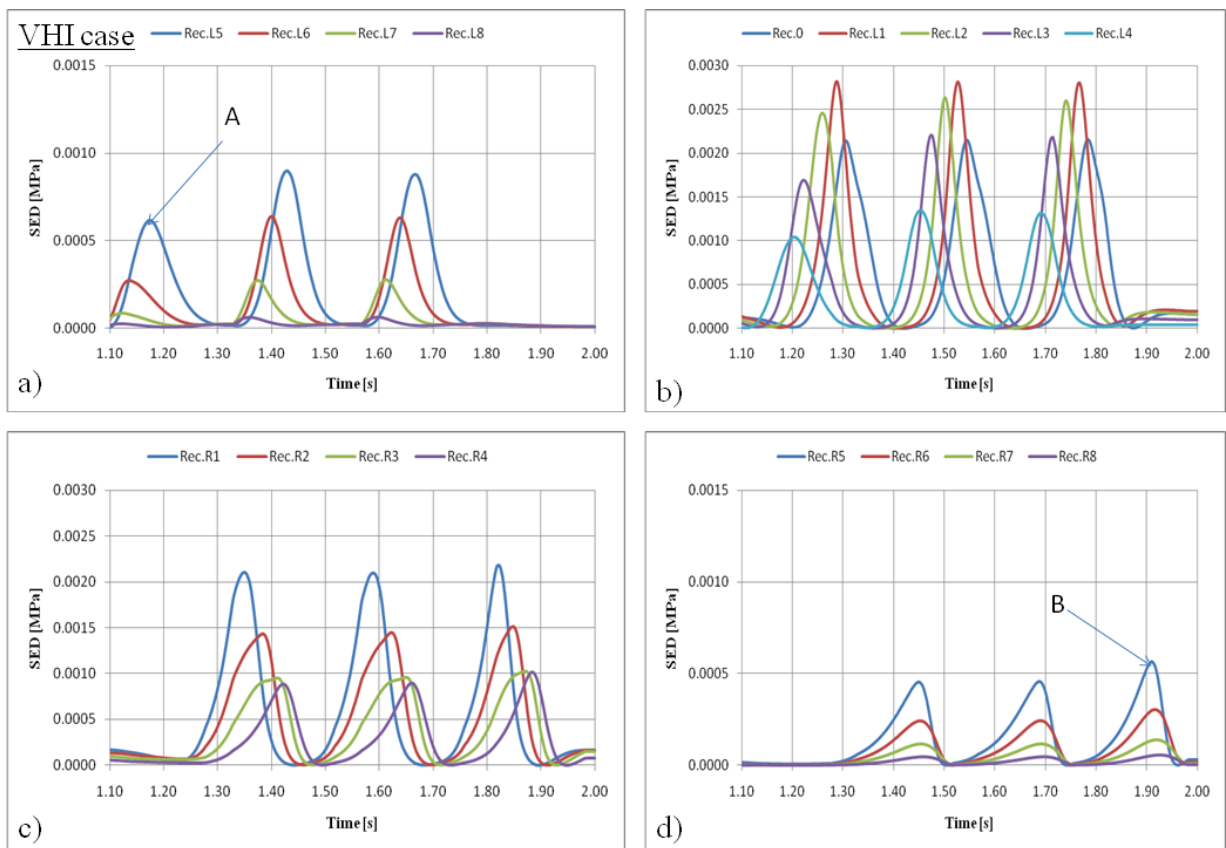 VHI case
Rec.L5 Rec.L6 Rec.L7 Rec.L8
0.0015
0.0010
0.0005
0.0000
SED [MPa]
A
1.10 1.20 1.30 1.40 1.50 1.60 1.70 1.80 1.90 2.00
Time [s]
a)
Rec.0 Rec.L1 Rec.L2 Rec.L3 Rec.L4
0.0030
0.0025
0.0020
0.0015
0.0010
0.0005
0.0000
SED [MPa]
1.10 1.20 1.30 1.40 1.50 1.60 1.70 1.80 1.90 2.00
Time [s]
b)
Rec.R1 Rec.R2 Rec.R3 Rec.R4
0.0030
0.0025
0.0020
0.0015
0.0010
0.0005
0.0000
SED [MPa]
1.10 1.20 1.30 1.40 1.50 1.60 1.70 1.80 1.90 2.00
Time [s]
c)
Rec.R5 Rec.R6 Rec.R7 Rec.R8
0.0015
0.0010
0.0005
0.0000
SED [MPa]
B
1.10 1.20 1.30 1.40 1.50 1.60 1.70 1.80 1.90 2.00
Time [s]
d)